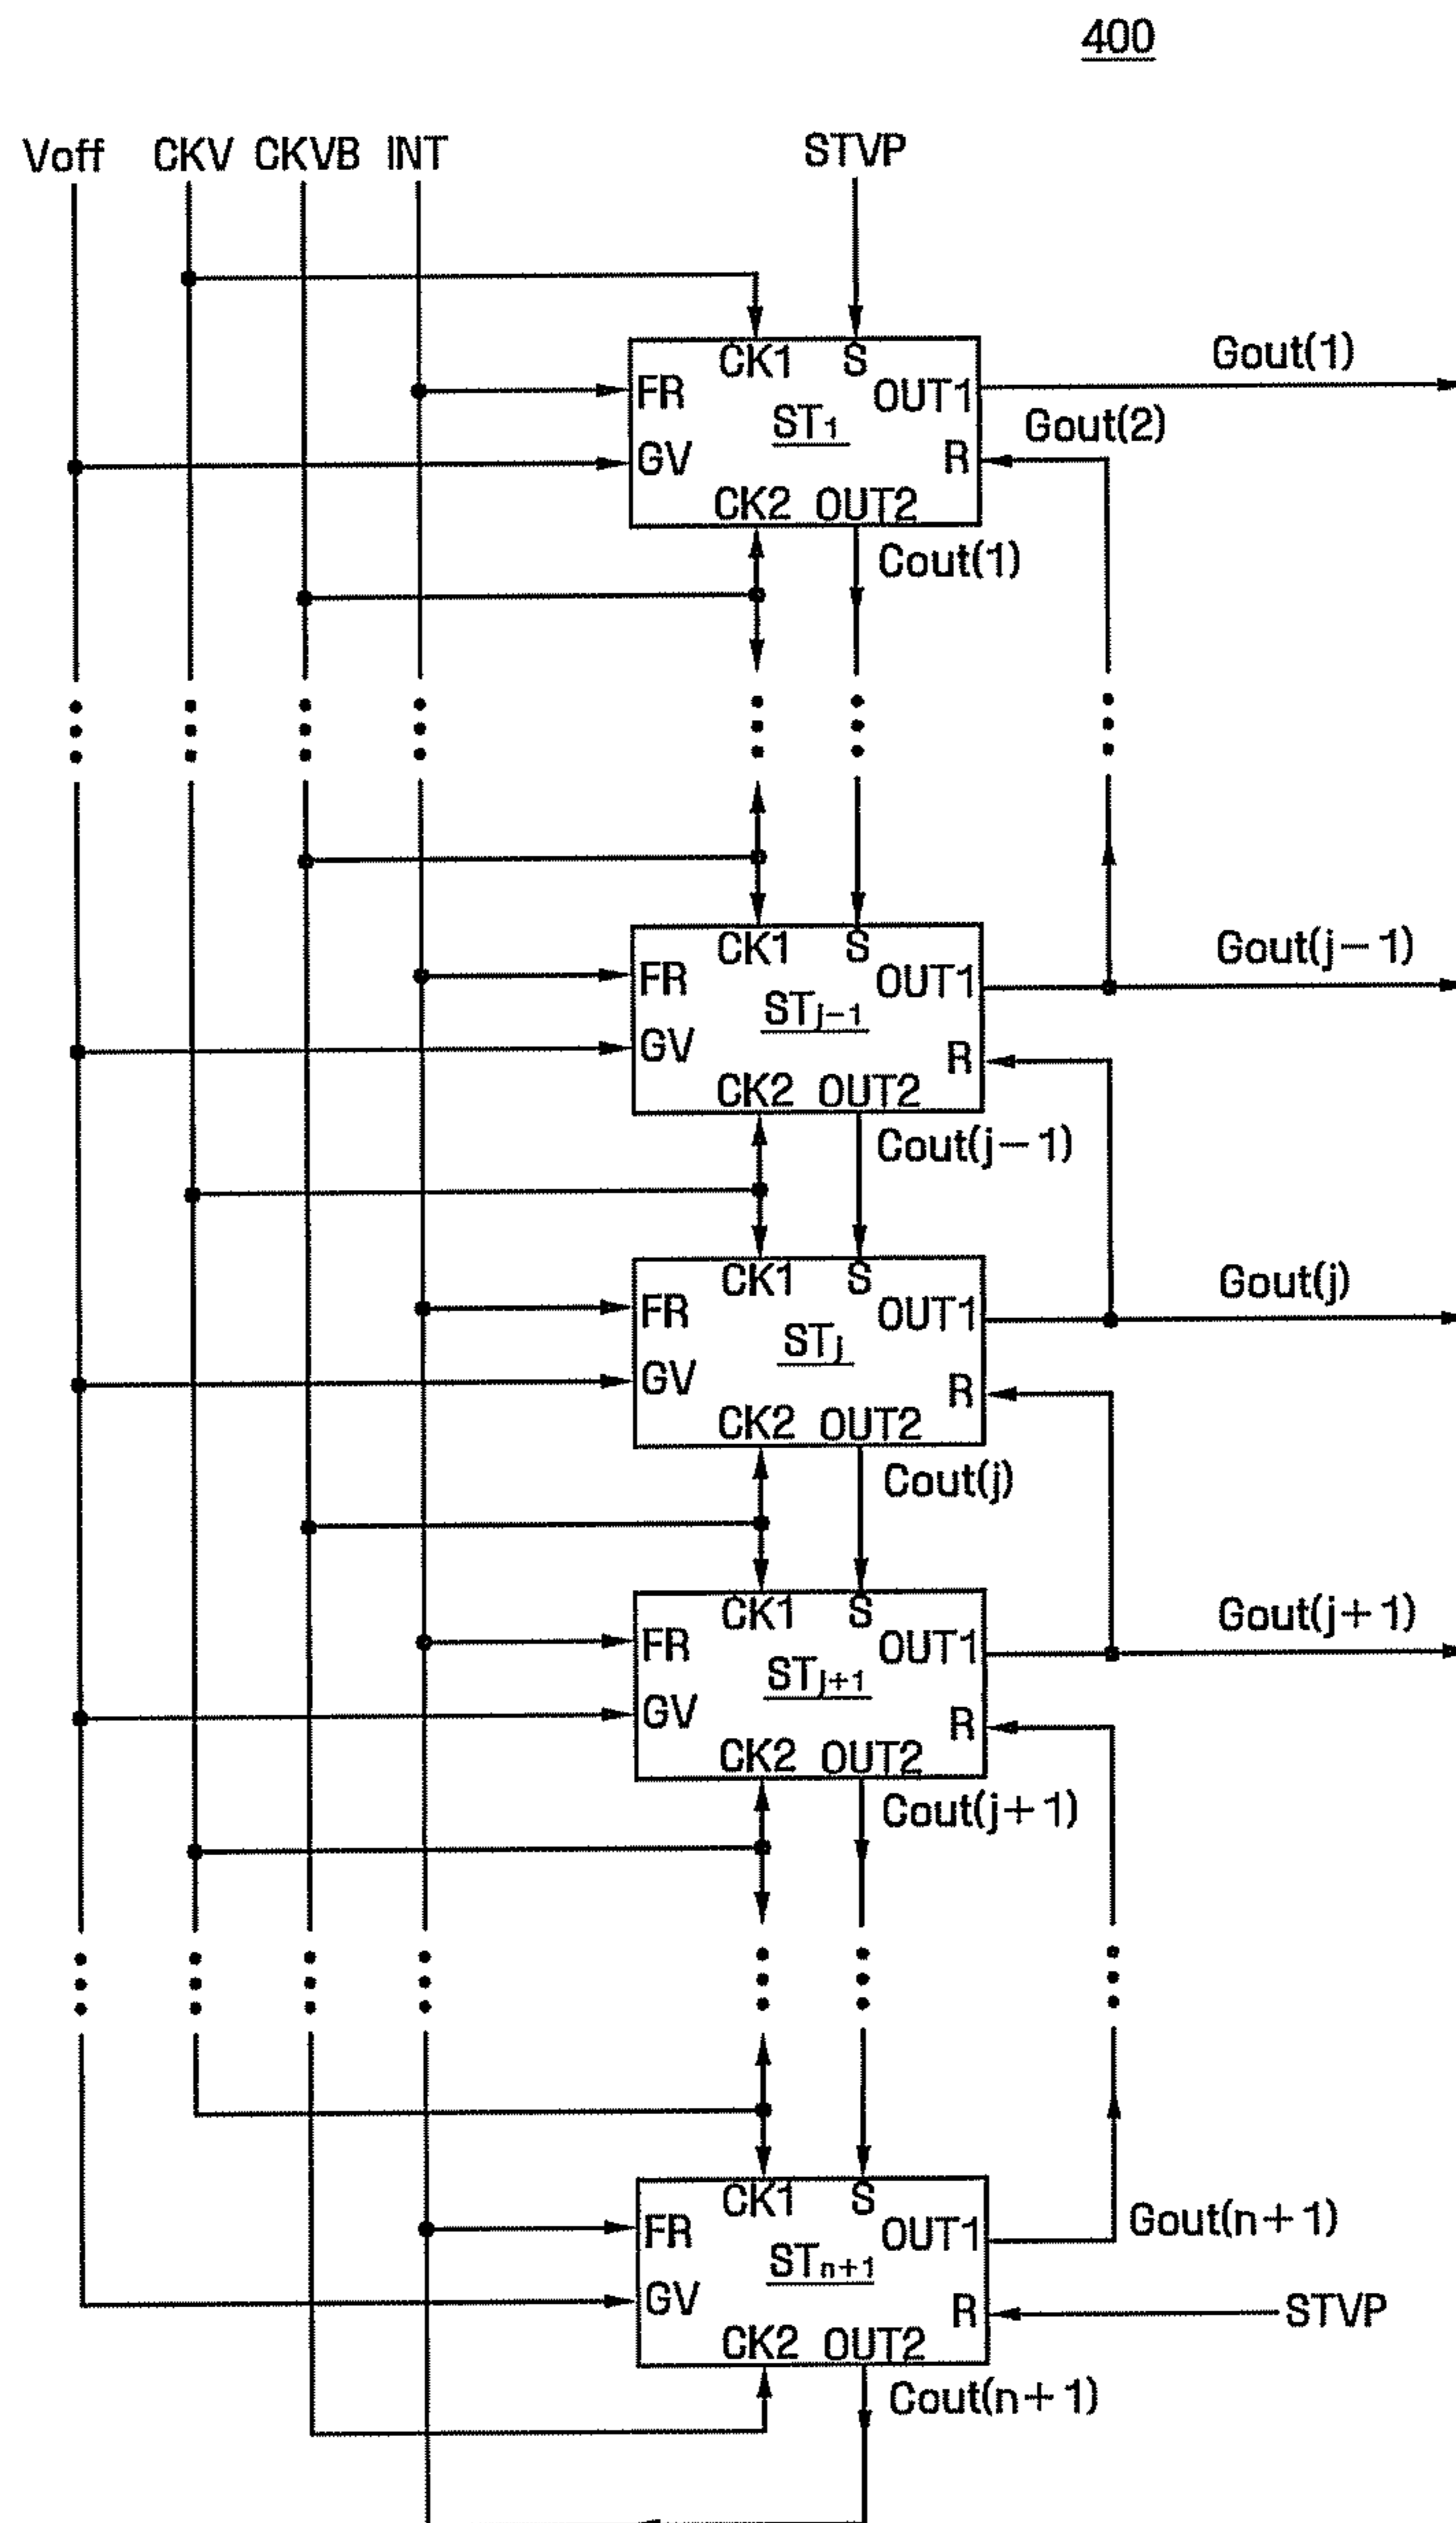 400
Voff CKV CKVB INT STVP
CK1 S
FR OUT1 Gout(1)
ST1
GV R Gout(2)
CK2 OUT2
Cout(1)
CK1 S
FR OUT1 Gout(j-1)
STj-1
GV R
CK2 OUT2
Cout(j-1)
CK1 S
FR OUT1 Gout(j)
STj
GV R
CK2 OUT2
Cout(j)
CK1 S
FR OUT1 Gout(j+1)
STj+1
GV R
CK2 OUT2
Cout(j+1)
CK1 S
FR OUT1 Gout(n+1)
STn+1
GV R STVP
CK2 OUT2
Cout(n+1)